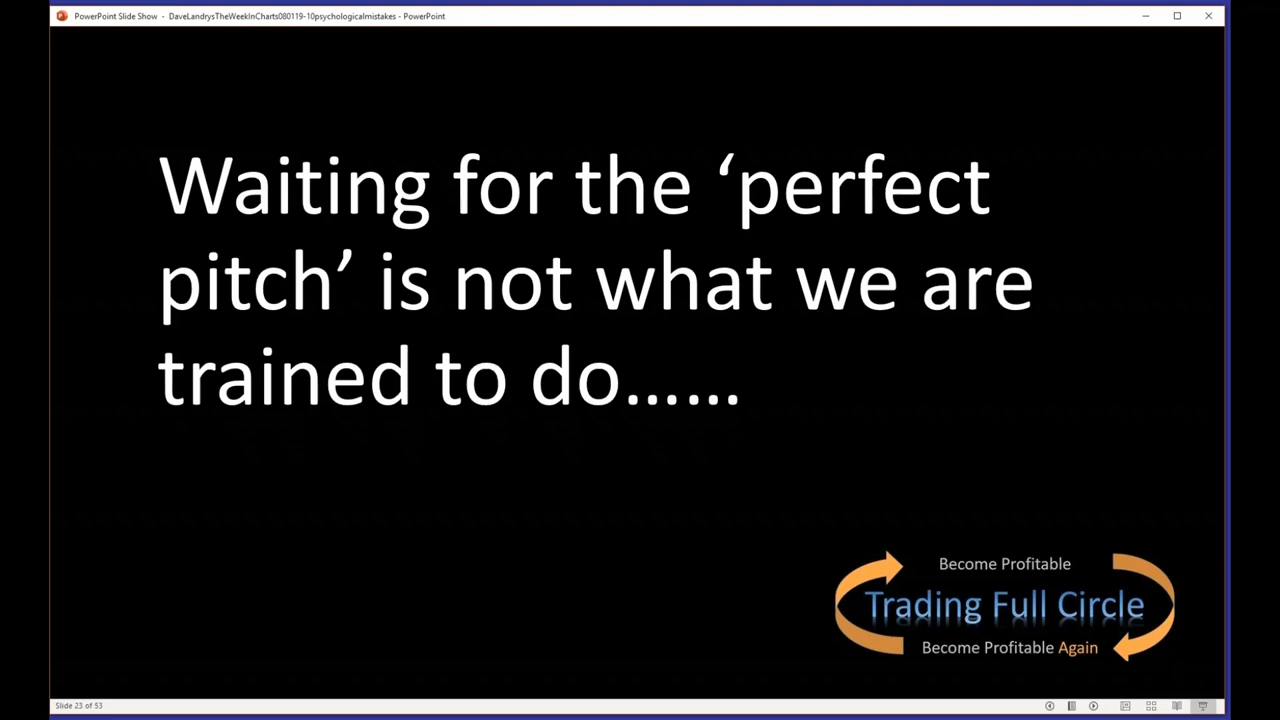 PowerPoint Slide Show - DaveLandrysTheWeekInCharts080119-10psychologicalmistakes - PowerPoint
Waiting for the ‘perfect
pitch’ is not what we are
trained to do......
Become Profitable
Trading Full Circle
Become Profitable Again
Slide 23 of 53